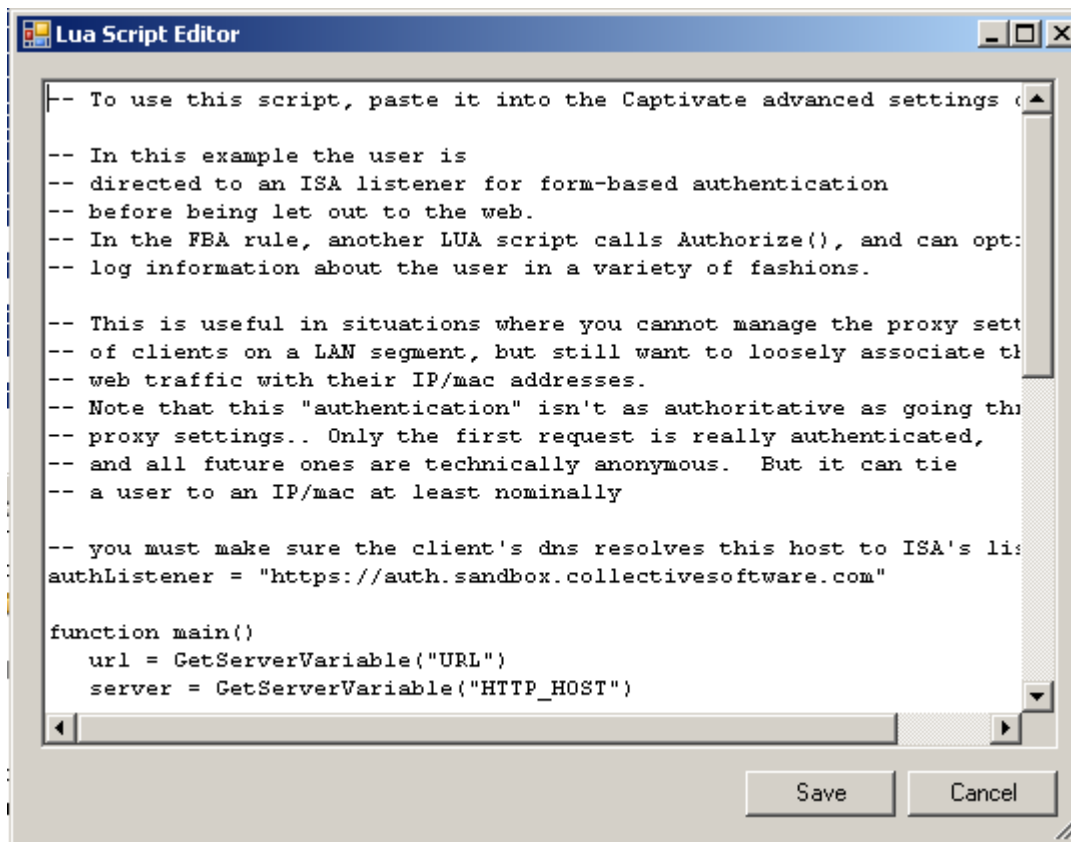 Lua Script Editor
-- To use this script, paste it into the Captivate advanced settings
-- In this example the user is
-- directed to an ISA listener for form-based authentication
-- before being let out to the web.
-- In the FBA rule, another LUA script calls Authorize(), and can
-- log information about the user in a variety of fashions.
-- This is useful in situations where you cannot manage the proxy
-- of clients on a LAN segment, but still want to loosely associate
-- web traffic with their IP/mac addresses.
-- Note that this "authentication" isn't as authoritative as going
-- proxy settings.. Only the first request is really authenticated,
-- and all future ones are technically anonymous.  But it can tie
-- a user to an IP/mac at least nominally
-- you must make sure the client's dns resolves this host to ISA's
authListener = "https://auth.sandbox.collectivesoftware.com"
function main()
url = GetServerVariable("URL")
server = GetServerVariable("HTTP_HOST")
Save
Cancel